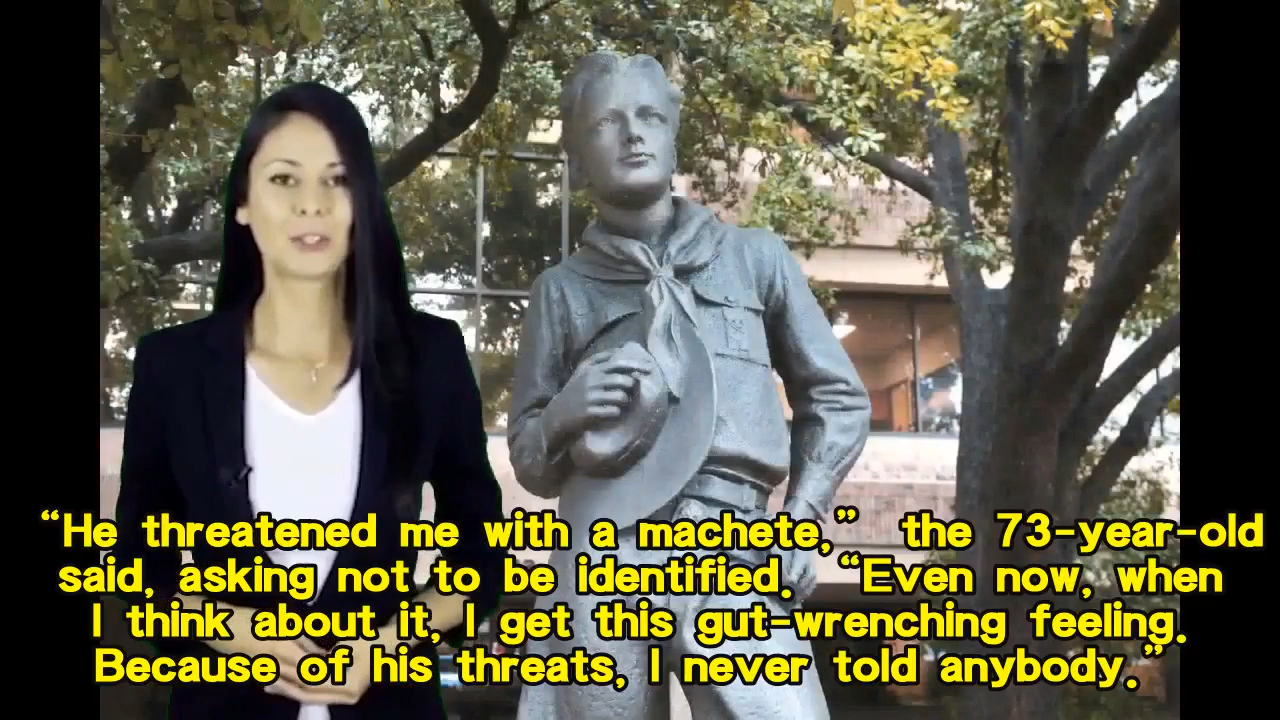 “He threatened me with a machete,” the 73-year-old
said, asking not to be identified. “Even now, when
I think about it, I get this gut-wrenching feeling.
Because of his threats, I never told anybody.”